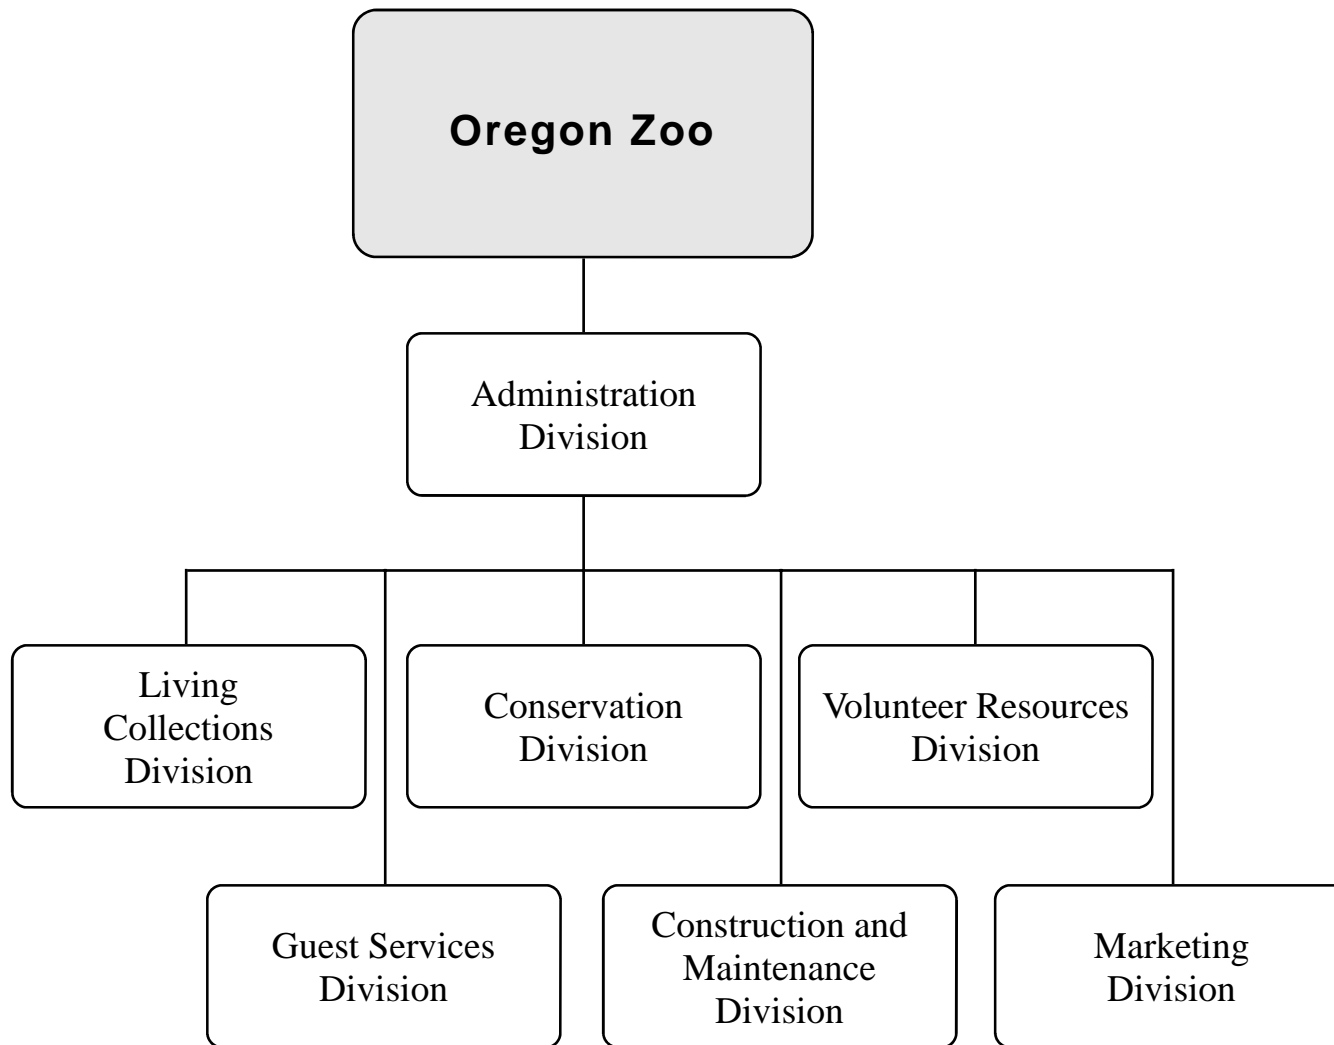 Oregon Zoo
Administration
Division
Living
Collections
Division
Conservation
Division
Volunteer Resources
Division
Guest Services
Division
Construction and
Maintenance
Division
Marketing
Division